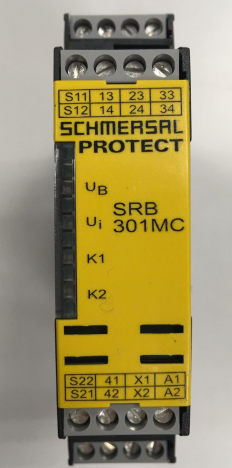 S11 13 23 33
S12 14 24 34
SCHMERSAL
PROTECT
UB
SRB
Ui
301MC
K1
K2
S22 41 X1 A1
S21 42 X2 A2